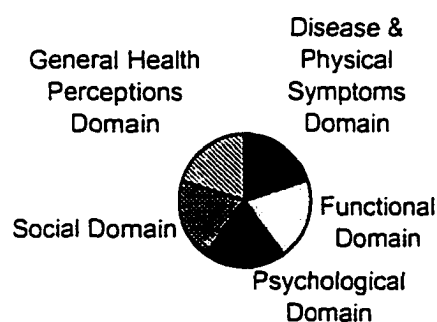 Disease &
Physical
Symptoms
Domain
General Health
Perceptions
Domain
Functional
Domain
Social Domain
Psychological
Domain